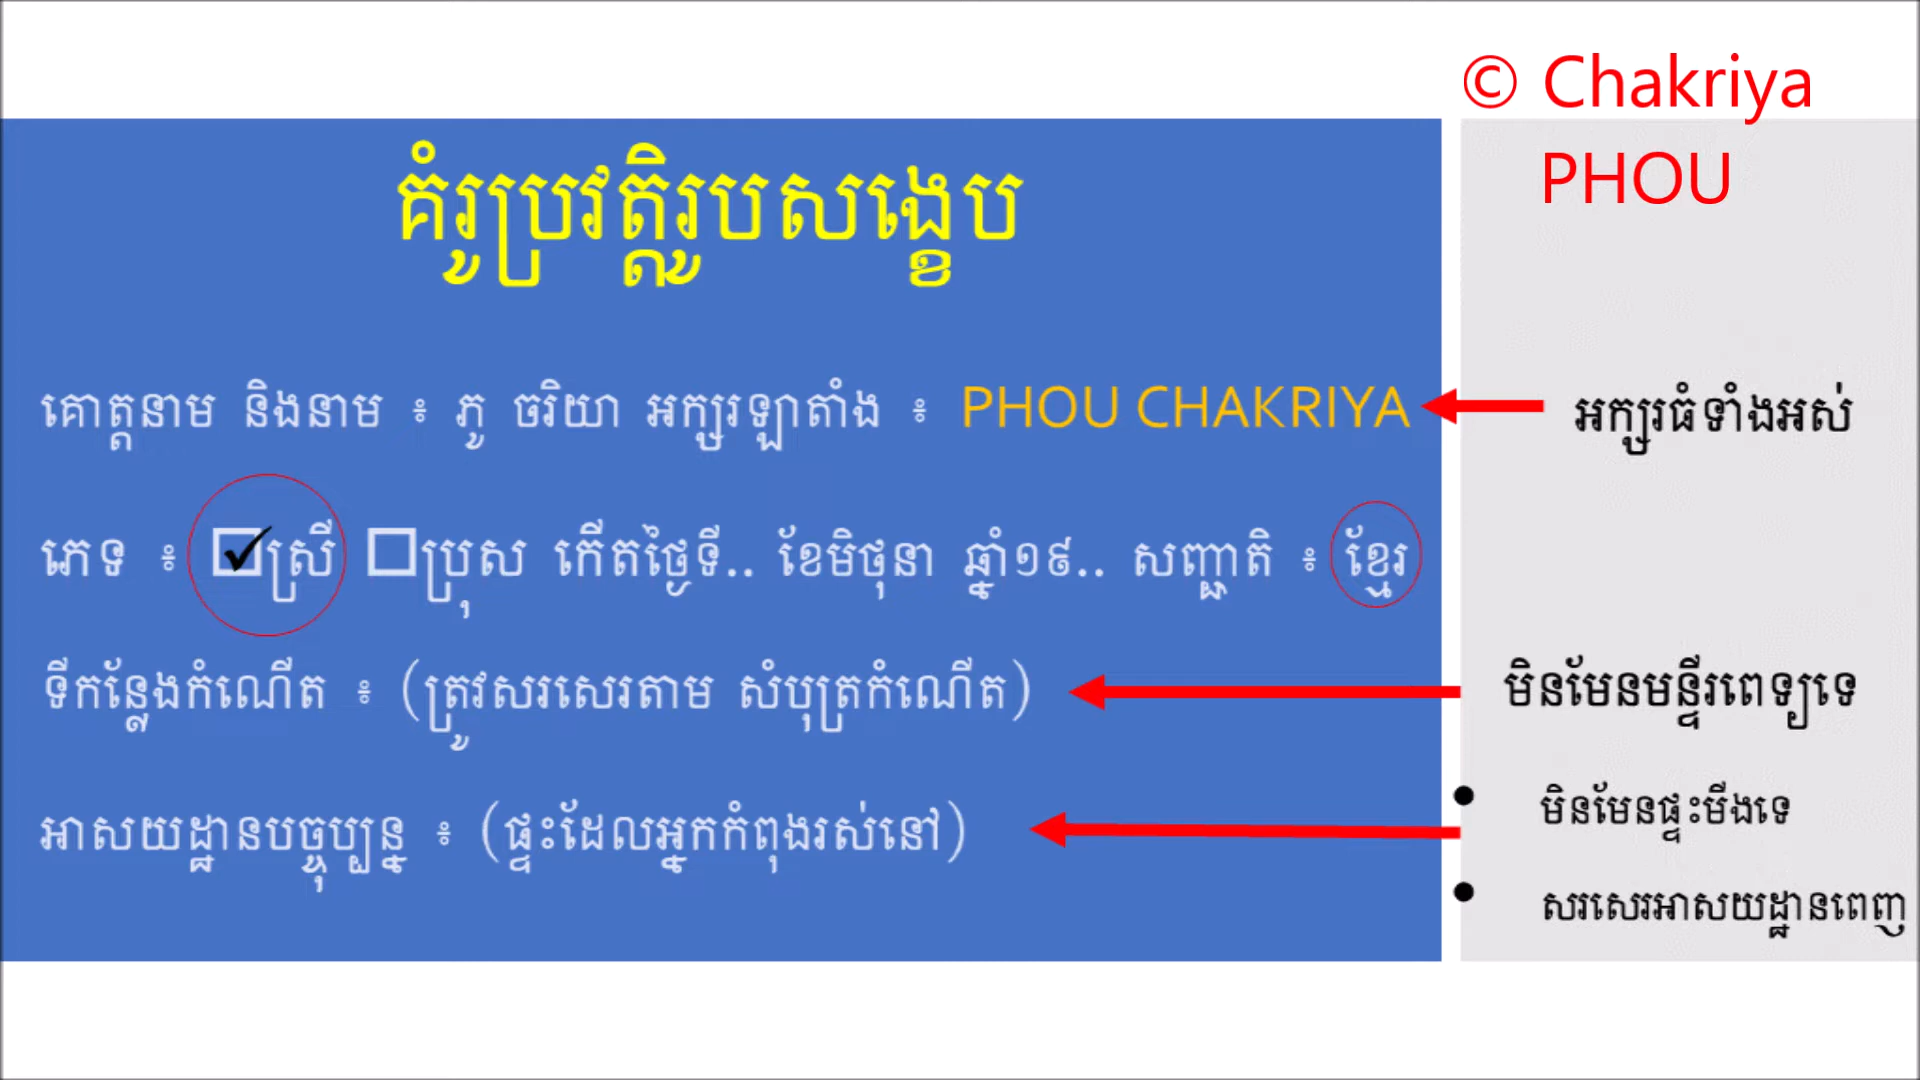 © Chakriya
PHOU
គំរូប្រវត្តិរូបសង្ខេប
គោត្តនាម និងនាម ៖ ភូ ចរិយា អក្សរឡាតាំង ៖ PHOU CHAKRIYA
អក្សរធំទាំងអស់
ភេទ ៖ ☑ស្រី ☐ប្រុស កើតថ្ងៃទី.. ខែមិថុនា ឆ្នាំ១៩.. សញ្ជាតិ ៖ ខ្មែរ
ទីកន្លែងកំណើត ៖ (ត្រូវសរសេរតាម សំបុត្រកំណើត)
មិនមែនមន្ទីរពេទ្យទេ
អាសយដ្ឋានបច្ចុប្បន្ន ៖ (ផ្ទះដែលអ្នកកំពុងរស់នៅ)
• មិនមែនផ្ទះមីងទេ
• សរសេរអាសយដ្ឋានពេញ